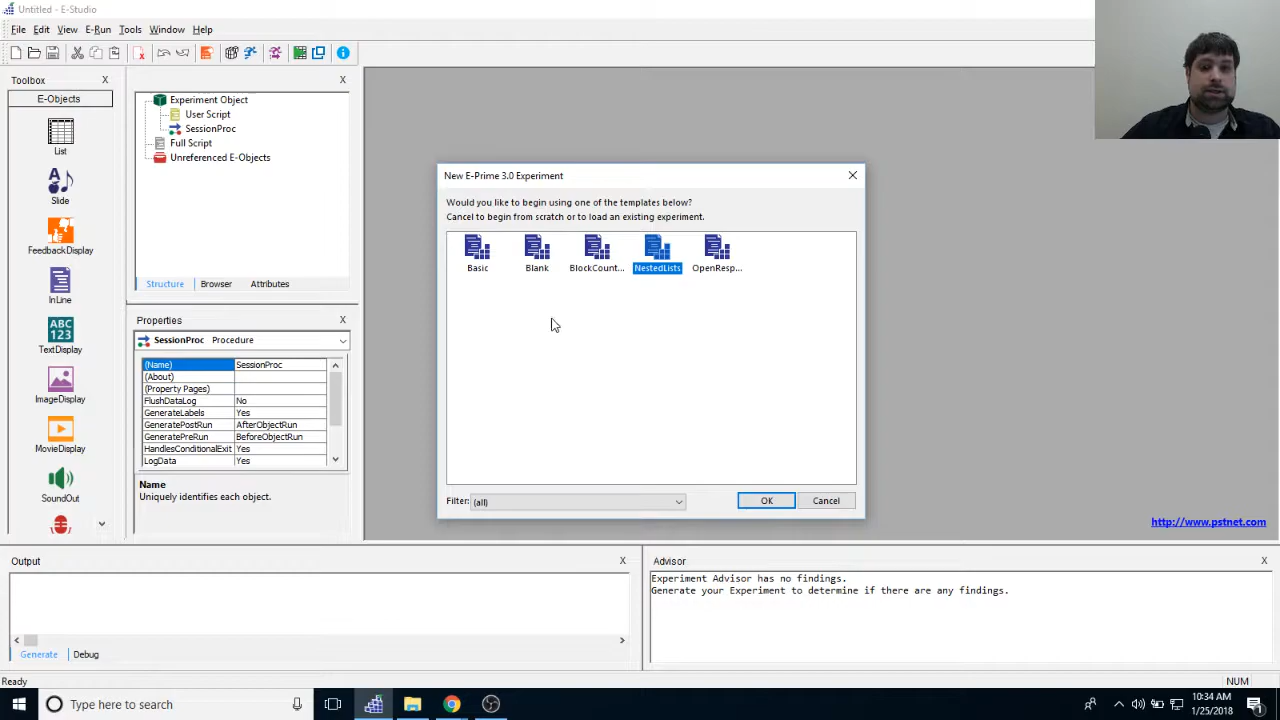 Untitled - E-Studio
File Edit View E-Run Tools Window Help
Toolbox X
E-Objects
List
Slide
FeedbackDisplay
InLine
ABC
123
TextDisplay
ImageDisplay
MovieDisplay
SoundOut
X
Experiment Object
User Script
SessionProc
Full Script
Unreferenced E-Objects
Structure Browser Attributes
Properties X
SessionProc Procedure
(Name) SessionProc
(About)
(Property Pages)
FlushDataLog No
GenerateLabels Yes
GeneratePostRun AfterObjectRun
GeneratePreRun BeforeObjectRun
HandlesConditionalExit Yes
LogData Yes
Name
Uniquely identifies each object.
New E-Prime 3.0 Experiment
Would you like to begin using one of the templates below?
Cancel to begin from scratch or to load an existing experiment.
Basic Blank BlockCount... NestedLists OpenResp...
Filter: (all) OK Cancel
http://www.pstnet.com
Output X
Generate Debug
Advisor X
Experiment Advisor has no findings.
Generate your Experiment to determine if there are any findings.
Ready NUM
Type here to search
10:34 AM
1/25/2018
1